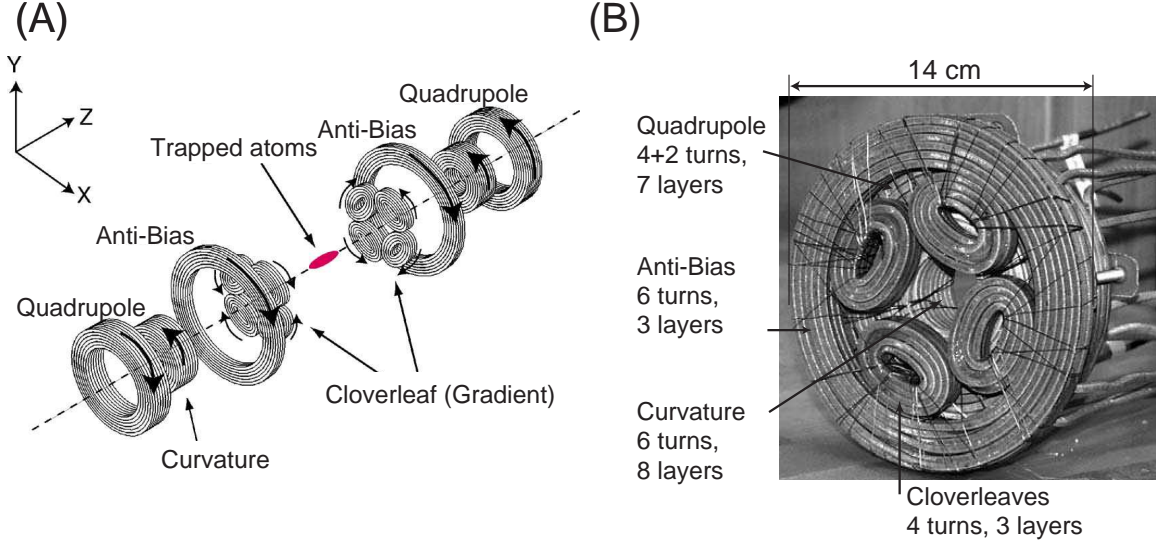 (A)
Y
Z
X
Quadrupole
Anti-Bias
Trapped atoms
Anti-Bias
Quadrupole
Cloverleaf (Gradient)
Curvature
(B)
14 cm
Quadrupole
4+2 turns,
7 layers
Anti-Bias
6 turns,
3 layers
Curvature
6 turns,
8 layers
Cloverleaves
4 turns, 3 layers